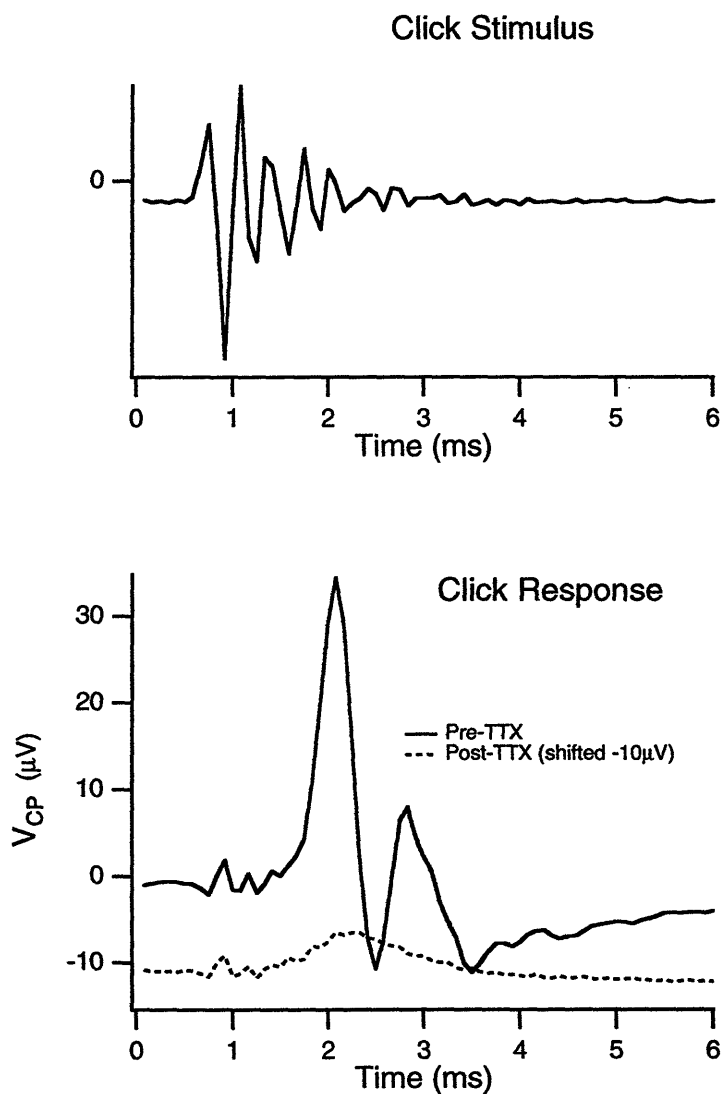 Click Stimulus
0
0 1 2 3 4 5 6
Time (ms)
Click Response
30
20
10
0
-10
V_CP (µV)
Pre-TTX
Post-TTX (shifted -10µV)
0 1 2 3 4 5 6
Time (ms)